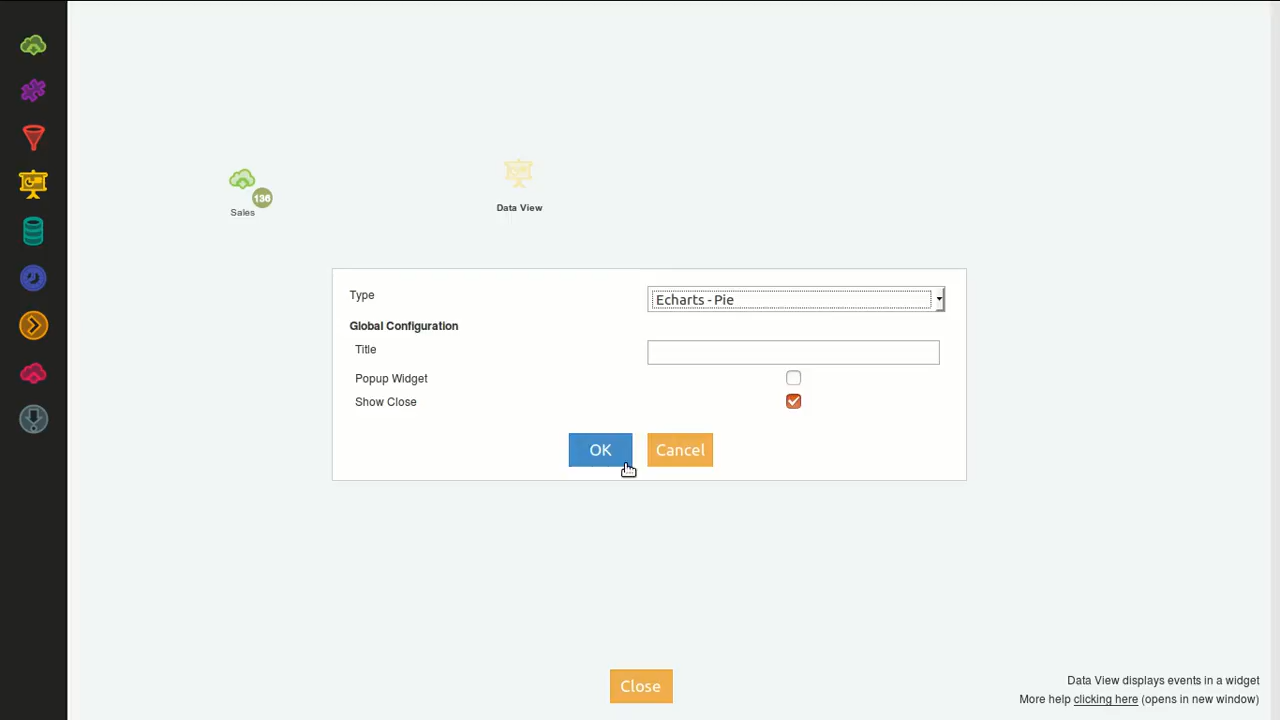 136
Sales
Data View
Type
Echarts - Pie
Global Configuration
Title
Popup Widget
Show Close
OK
Cancel
Close
Data View displays events in a widget
More help clicking here (opens in new window)